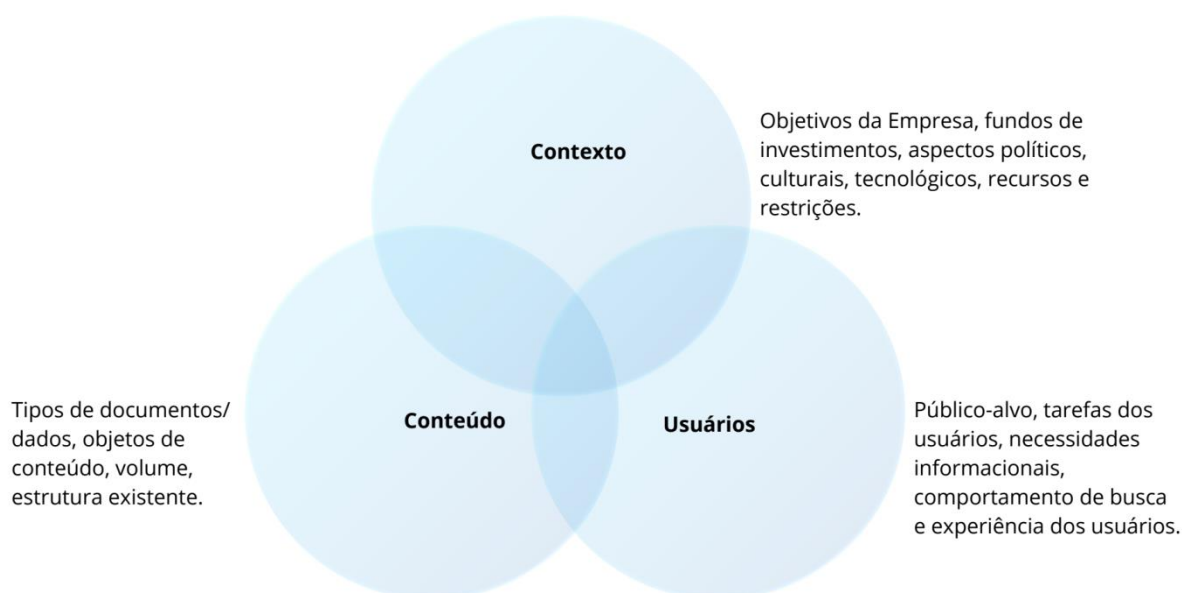 Contexto
Objetivos da Empresa, fundos de
investimentos, aspectos políticos,
culturais, tecnológicos, recursos e
restrições.
Tipos de documentos/
dados, objetos de
conteúdo, volume,
estrutura existente.
Conteúdo
Usuários
Público-alvo, tarefas dos
usuários, necessidades
informacionais,
comportamento de busca
e experiência dos usuários.